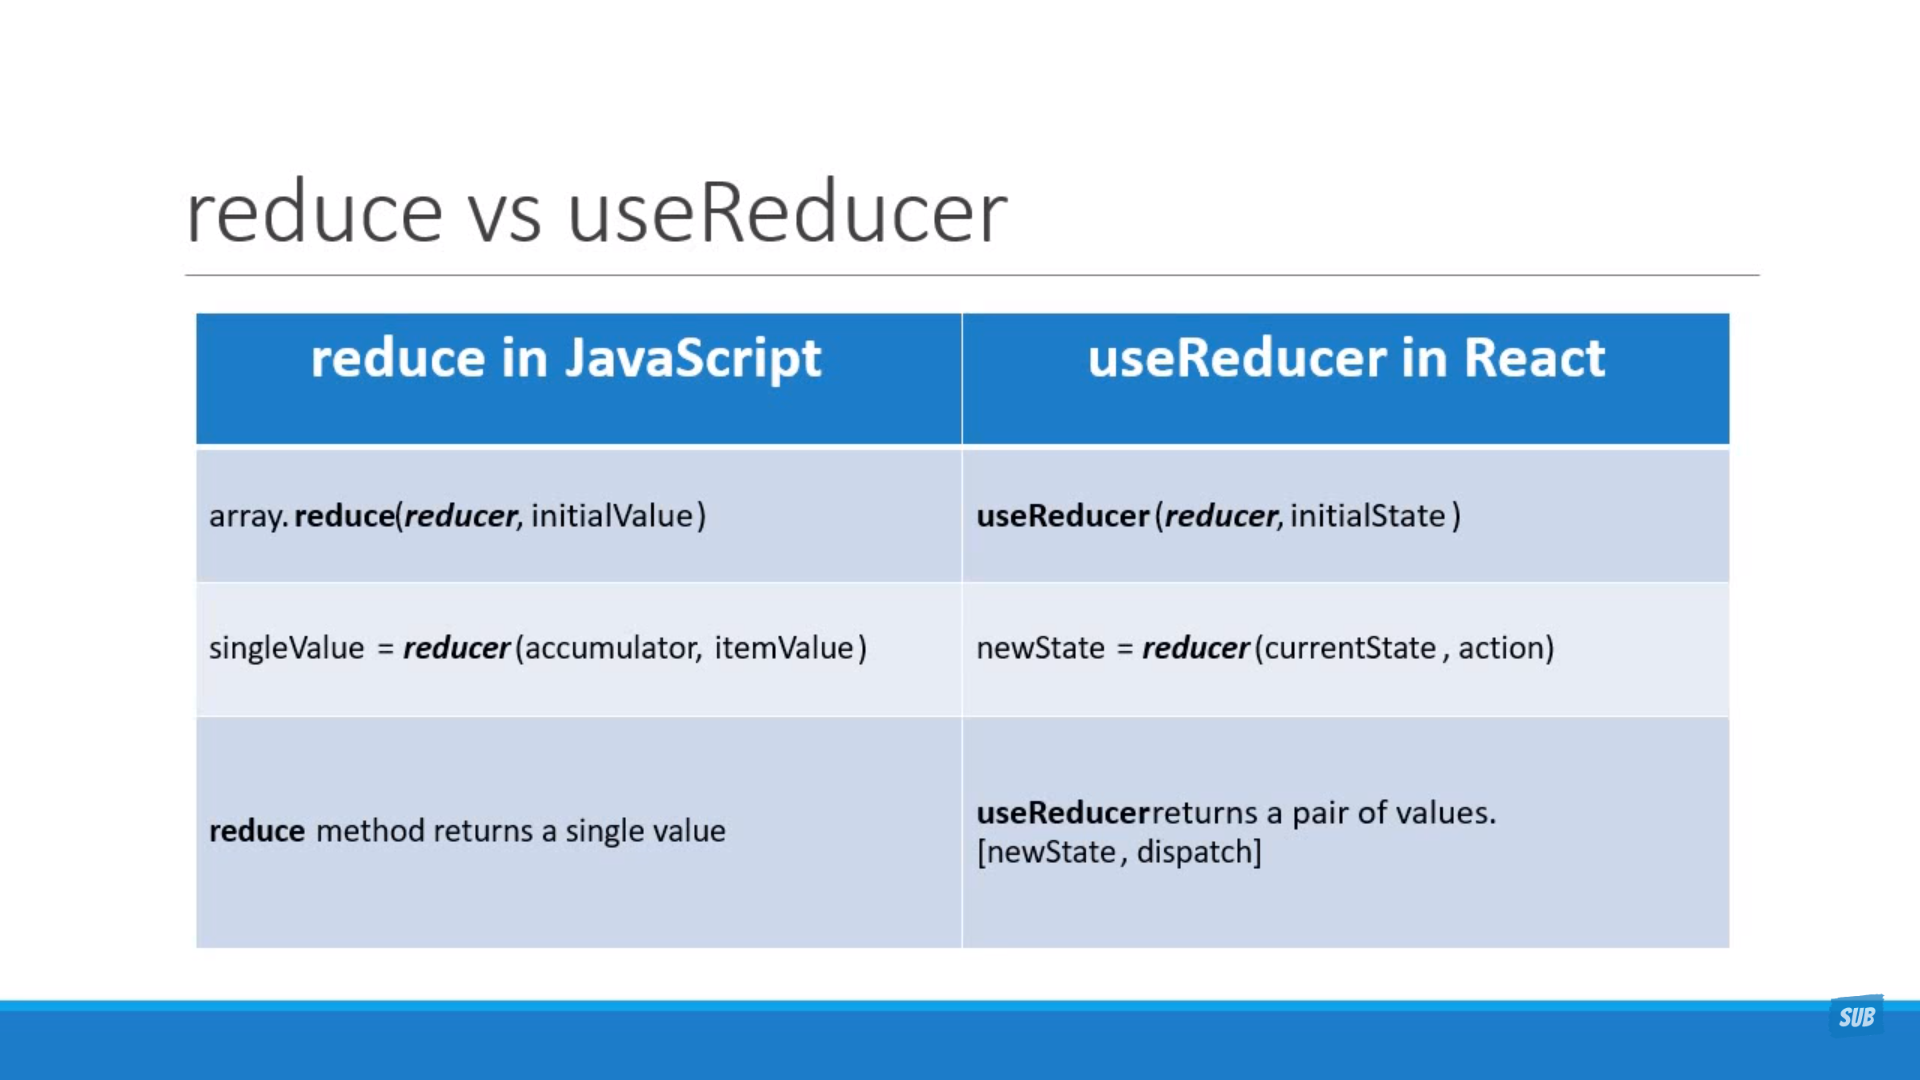 reduce vs useReducer
reduce in JavaScript
useReducer in React
array.reduce(reducer, initialValue)
useReducer(reducer, initialState)
singleValue = reducer(accumulator, itemValue)
newState = reducer(currentState, action)
reduce method returns a single value
useReducerreturns a pair of values.
[newState, dispatch]
SUB